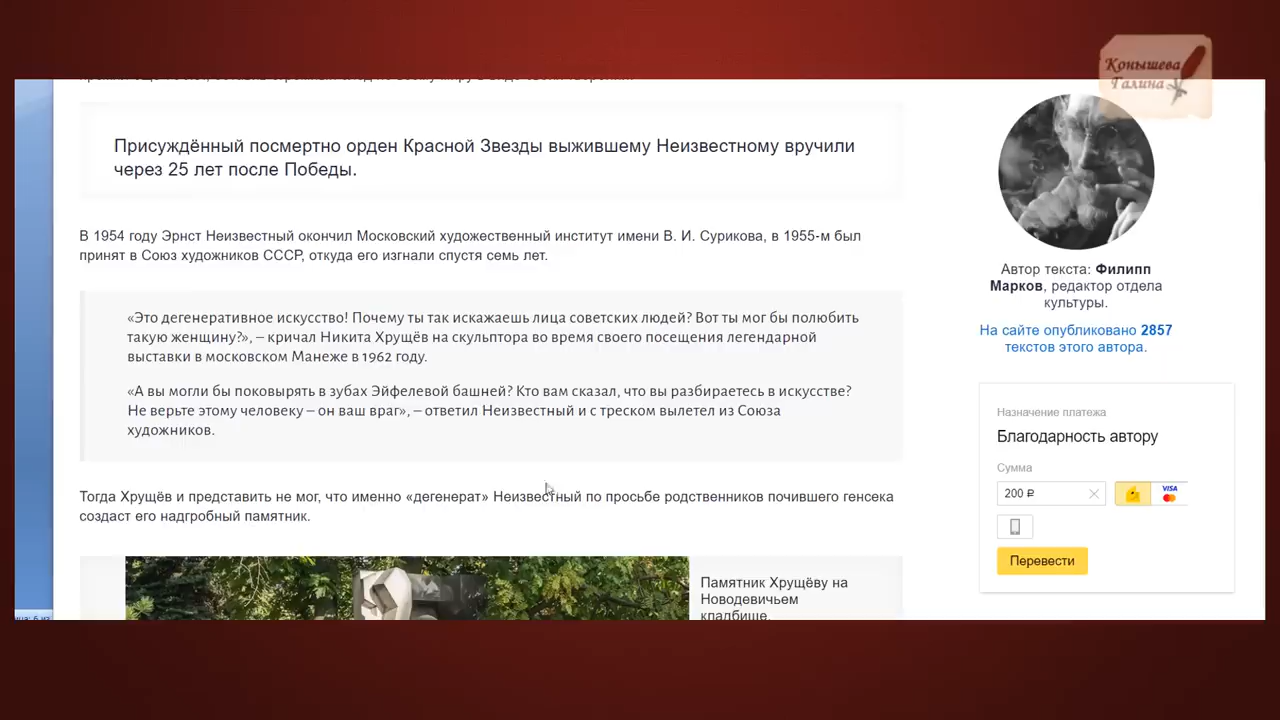 Конышева
Галина
Присуждённый посмертно орден Красной Звезды выжившему Неизвестному вручили
через 25 лет после Победы.
В 1954 году Эрнст Неизвестный окончил Московский художественный институт имени В. И. Сурикова, в 1955-м был
принят в Союз художников СССР, откуда его изгнали спустя семь лет.
«Это дегенеративное искусство! Почему ты так искажаешь лица советских людей? Вот ты мог бы полюбить
такую женщину?», – кричал Никита Хрущёв на скульптора во время своего посещения легендарной
выставки в московском Манеже в 1962 году.
«А вы могли бы поковырять в зубах Эйфелевой башней? Кто вам сказал, что вы разбираетесь в искусстве?
Не верьте этому человеку – он ваш враг», – ответил Неизвестный и с треском вылетел из Союза
художников.
Тогда Хрущёв и представить не мог, что именно «дегенерат» Неизвестный по просьбе родственников почившего генсека
создаст его надгробный памятник.
Памятник Хрущёву на
Новодевичьем
кладбище.
Автор текста: Филипп
Марков, редактор отдела
культуры.
На сайте опубликовано 2857
текстов этого автора.
Назначение платежа
Благодарность автору
Сумма
200 ₽
VISA
Перевести